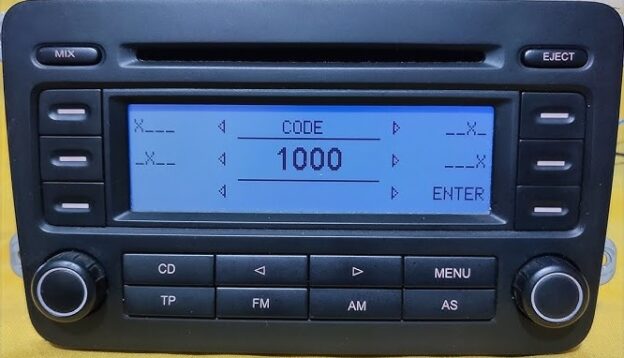 MIX
EJECT
X___ CODE __X_
_X__ 1000 ___X
ENTER
CD MENU
TP FM AM AS